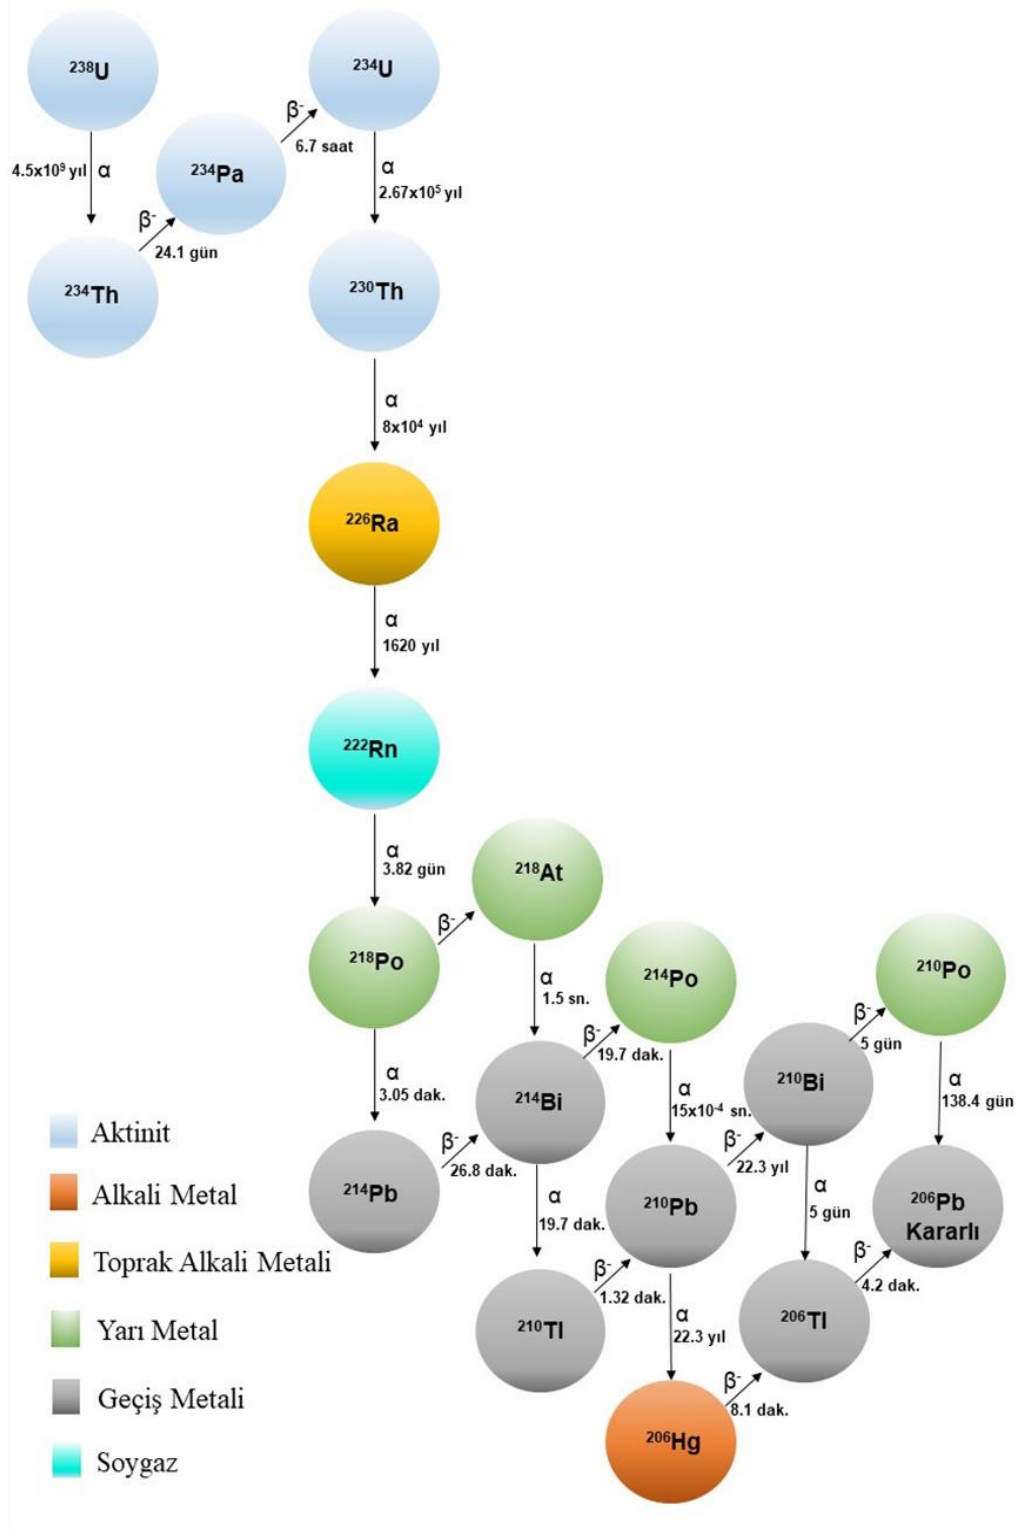 ²³⁸U
²³⁴U
β⁻
6.7 saat
²³⁴Pa
4.5x10⁹ yıl α
α
2.67x10⁵ yıl
β⁻
24.1 gün
²³⁴Th
²³⁰Th
α
8x10⁴ yıl
²²⁶Ra
α
1620 yıl
²²²Rn
α
3.82 gün
²¹⁸At
β⁻
²¹⁸Po
α
1.5 sn.
²¹⁴Po
²¹⁰Po
β⁻
19.7 dak.
β⁻
5 gün
α
3.05 dak.
²¹⁴Bi
α
15x10⁻⁴ sn.
²¹⁰Bi
α
138.4 gün
β⁻
26.8 dak.
β⁻
22.3 yıl
²¹⁴Pb
α
19.7 dak.
²¹⁰Pb
α
5 gün
²⁰⁶Pb
Kararlı
β⁻
1.32 dak.
β⁻
4.2 dak.
²¹⁰Tl
α
22.3 yıl
²⁰⁶Tl
β⁻
8.1 dak.
²⁰⁶Hg
Aktinit
Alkali Metal
Toprak Alkali Metali
Yarı Metal
Geçiş Metali
Soygaz